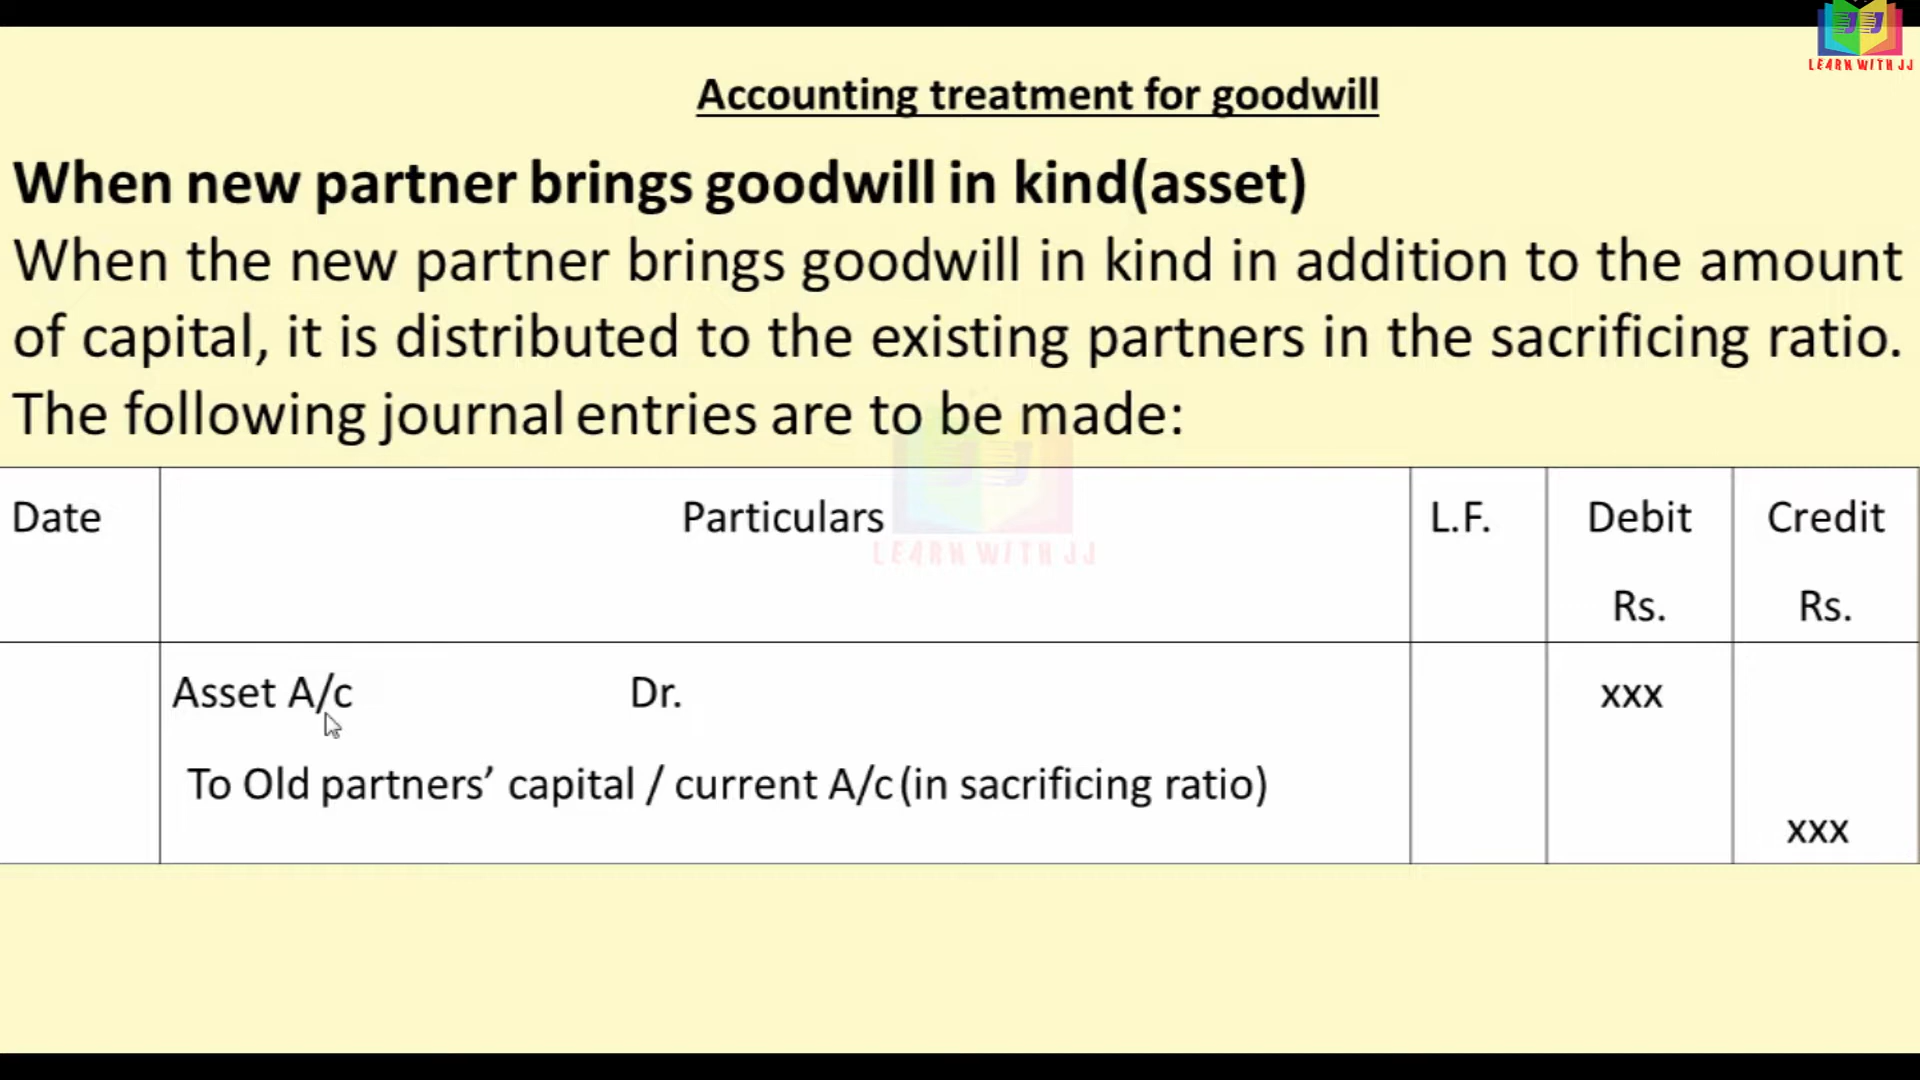 LEARN WITH JJ
Accounting treatment for goodwill
When new partner brings goodwill in kind(asset)
When the new partner brings goodwill in kind in addition to the amount
of capital, it is distributed to the existing partners in the sacrificing ratio.
The following journal entries are to be made:
Date Particulars L.F. Debit Credit
LEARN WITH JJ
Rs. Rs.
Asset A/c Dr. xxx
To Old partners’ capital / current A/c (in sacrificing ratio)
xxx